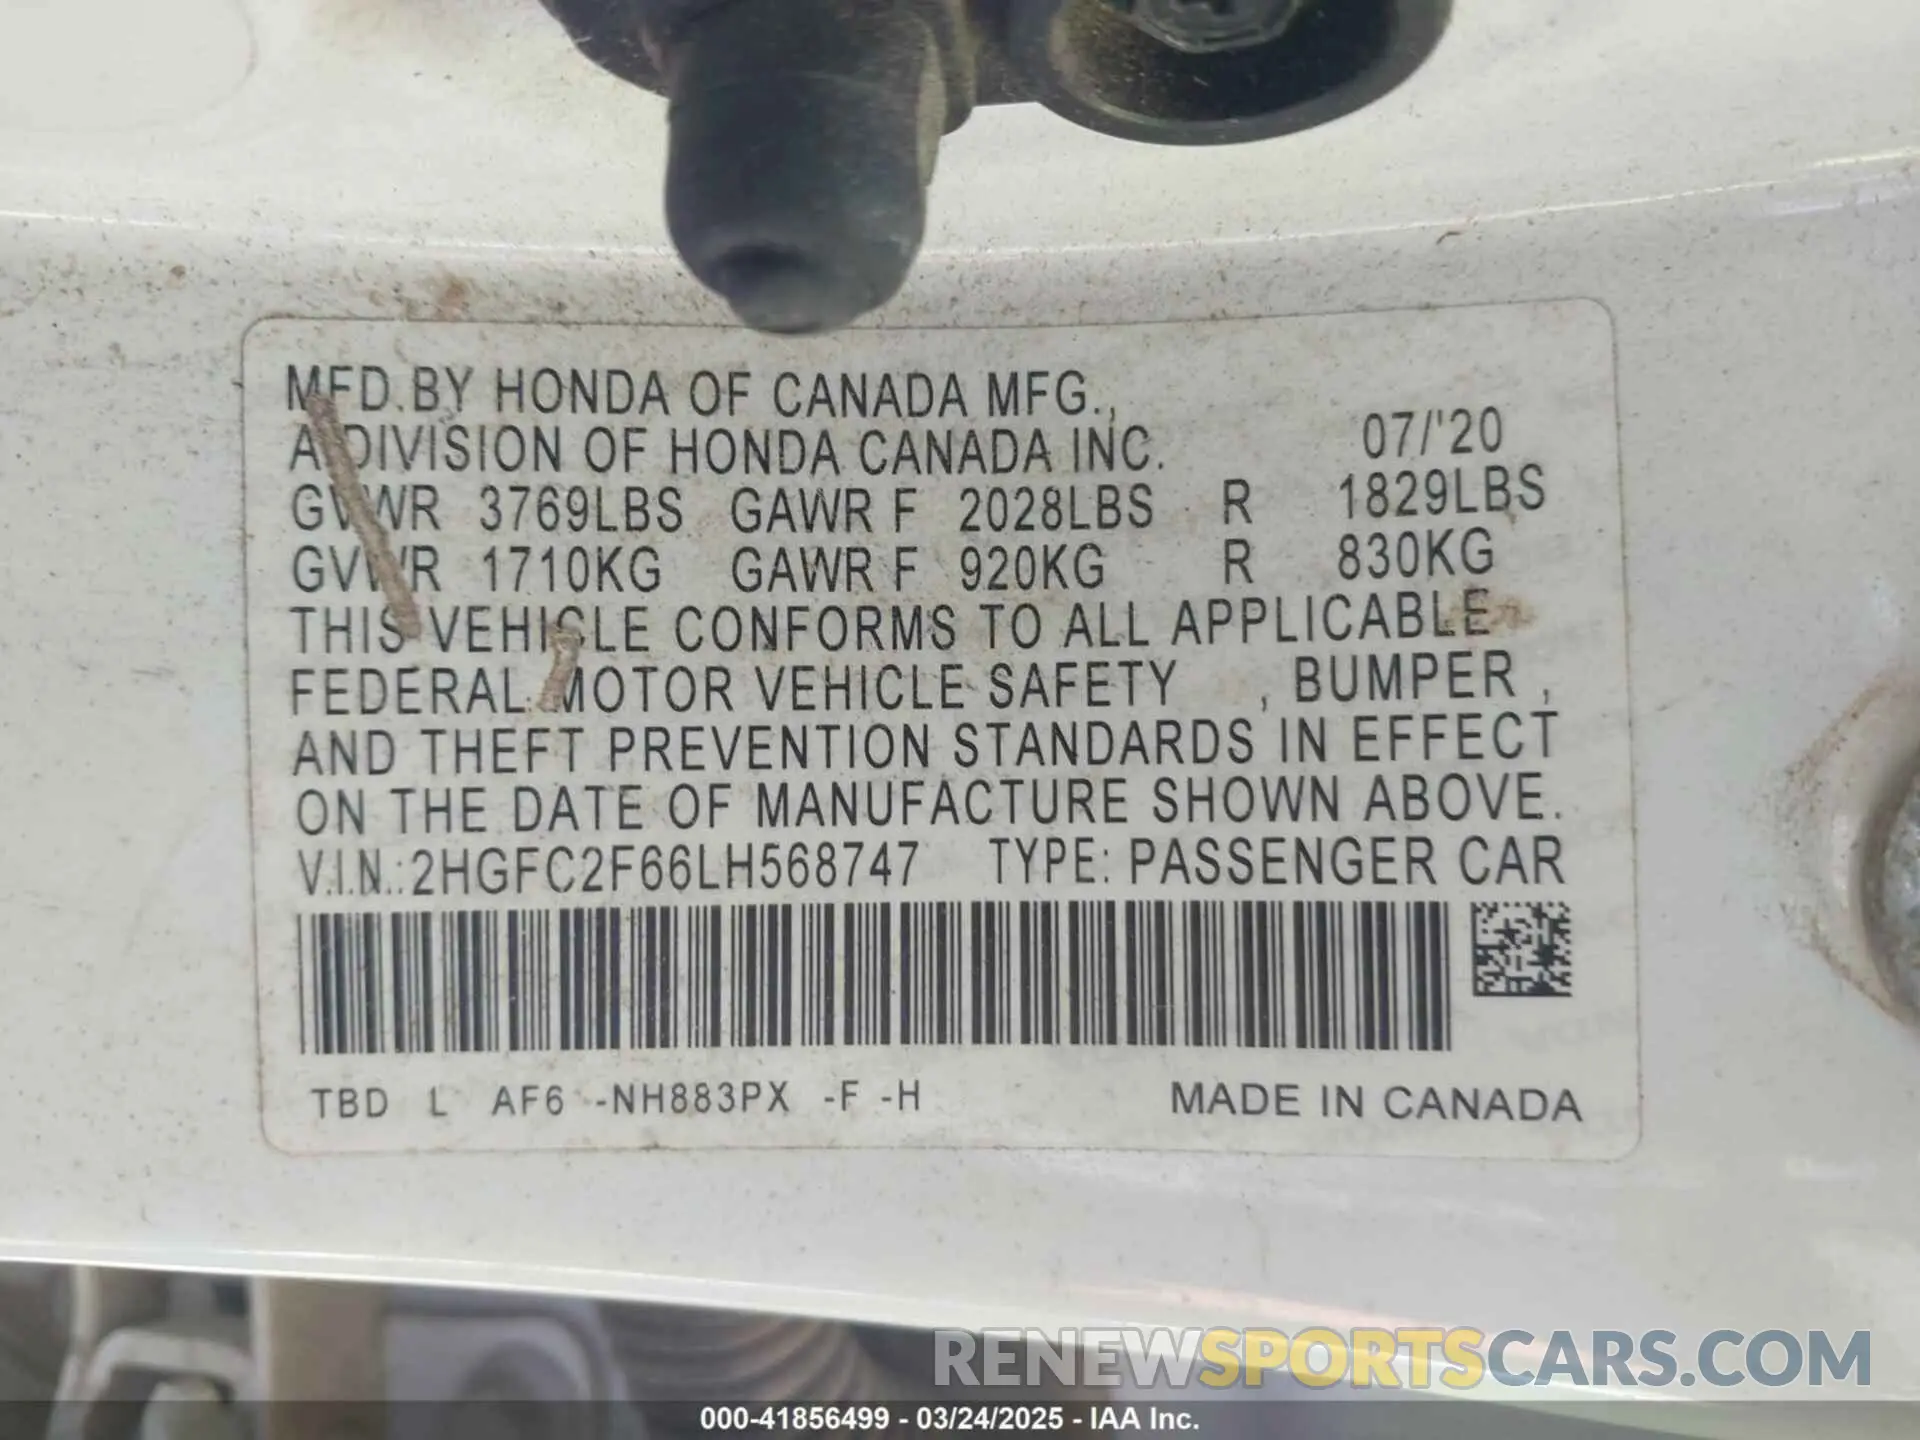 MFD.BY HONDA OF CANADA MFG.,
A DIVISION OF HONDA CANADA INC. 07/'20
GVWR 3769LBS GAWR F 2028LBS R 1829LBS
GVWR 1710KG GAWR F 920KG R 830KG
THIS VEHICLE CONFORMS TO ALL APPLICABLE
FEDERAL MOTOR VEHICLE SAFETY , BUMPER ,
AND THEFT PREVENTION STANDARDS IN EFFECT
ON THE DATE OF MANUFACTURE SHOWN ABOVE.
V.I.N.:2HGFC2F66LH568747 TYPE: PASSENGER CAR
TBD L AF6 -NH883PX -F -H MADE IN CANADA
RENEWSPORTSCARS.COM
000-41856499 - 03/24/2025 - IAA Inc.